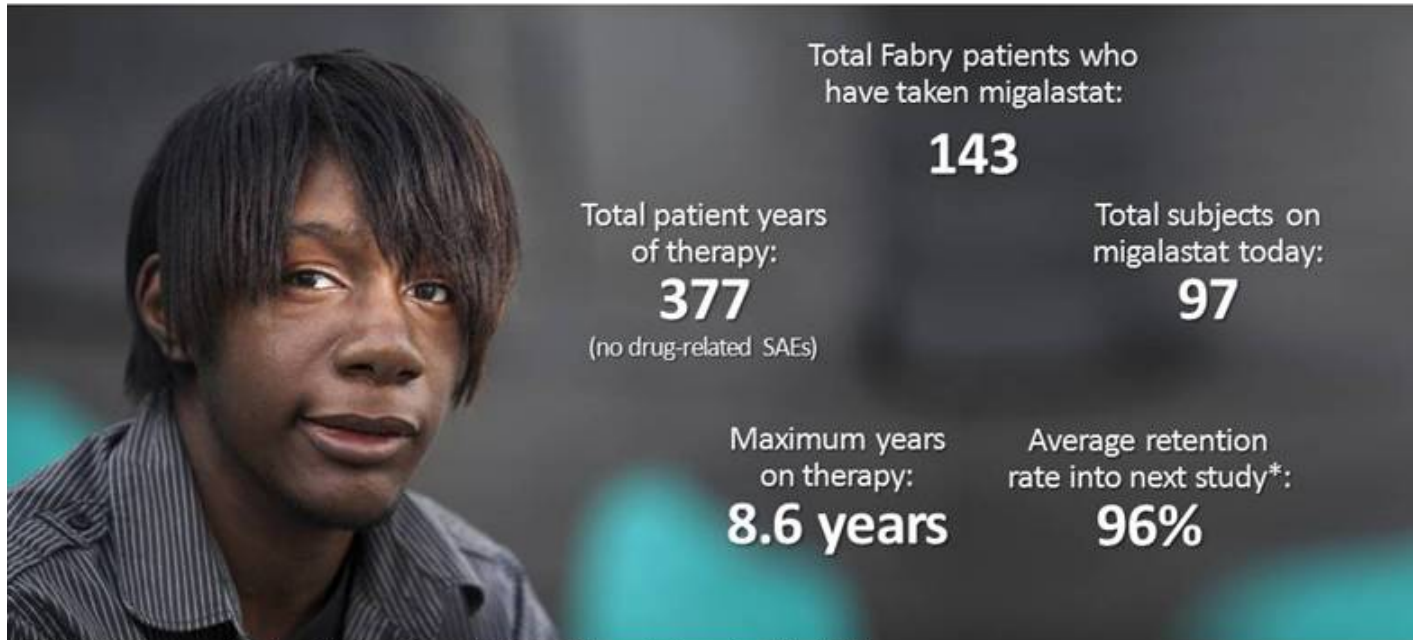 Total Fabry patients who
have taken migalastat:
143
Total patient years
of therapy:
377
(no drug-related SAEs)
Total subjects on
migalastat today:
97
Maximum years
on therapy:
8.6 years
Average retention
rate into next study*:
96%